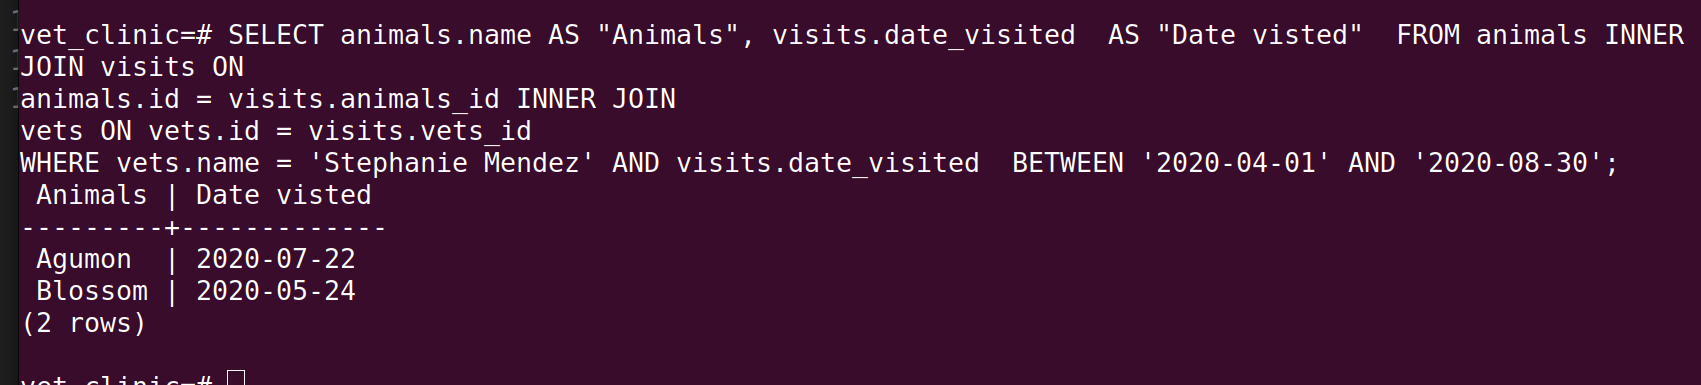 vet_clinic=# SELECT animals.name AS "Animals", visits.date_visited  AS "Date visted"  FROM animals INNER
JOIN visits ON
animals.id = visits.animals_id INNER JOIN
vets ON vets.id = visits.vets_id
WHERE vets.name = 'Stephanie Mendez' AND visits.date_visited  BETWEEN '2020-04-01' AND '2020-08-30';
 Animals | Date visted
---------+-------------
 Agumon  | 2020-07-22
 Blossom | 2020-05-24
(2 rows)
vet_clinic=#